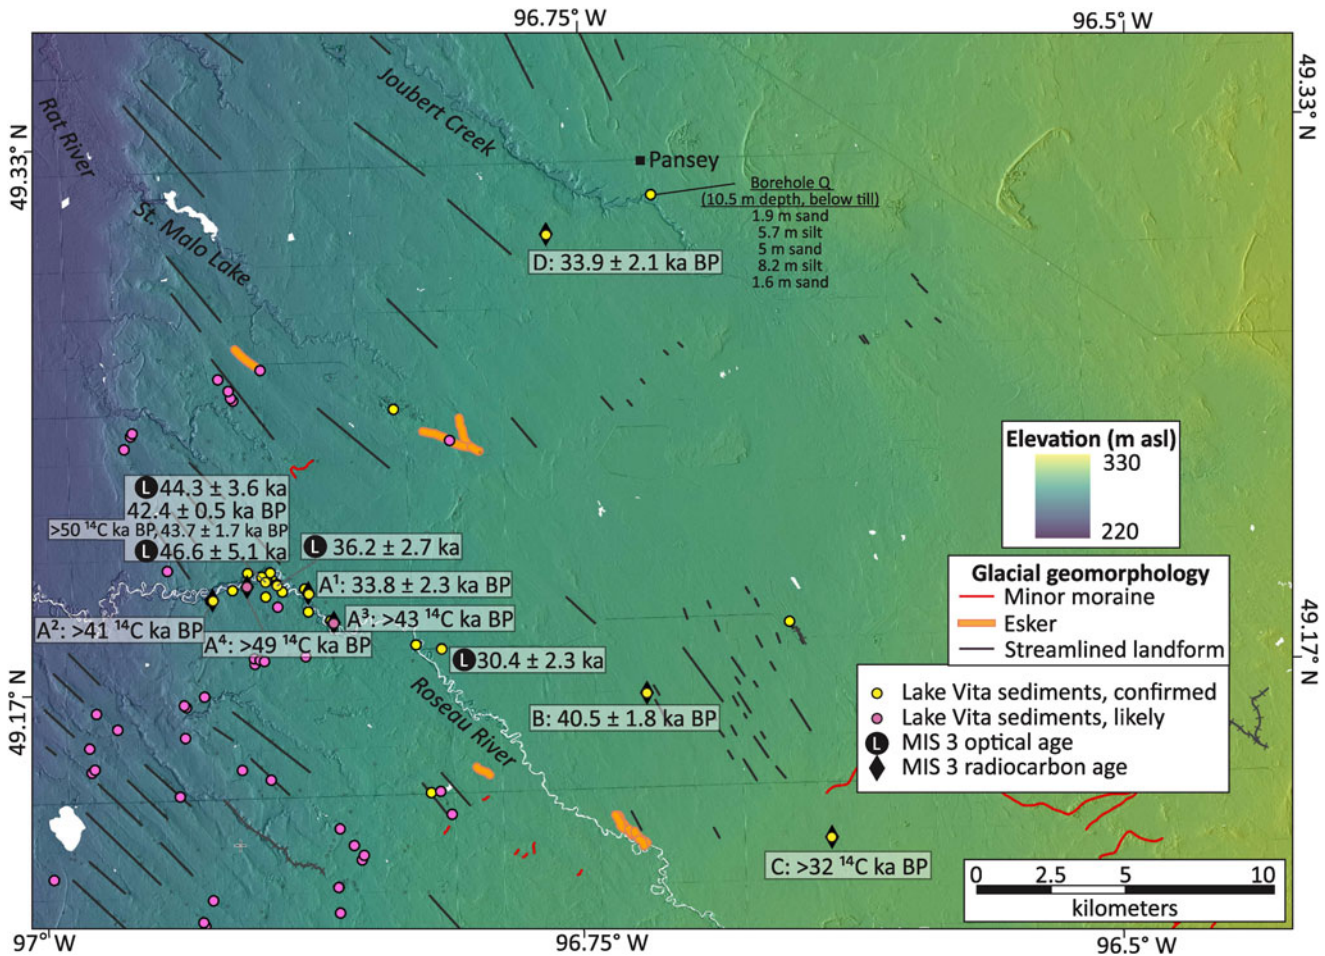 96.75° W
96.5° W
49.33° N
49.33° N
Rat River
Joubert Creek
Pansey
Borehole Q
(10.5 m depth, below till)
1.9 m sand
5.7 m silt
5 m sand
8.2 m silt
1.6 m sand
St. Malo Lake
D: 33.9 ± 2.1 ka BP
Elevation (m asl)
330
220
L 44.3 ± 3.6 ka
42.4 ± 0.5 ka BP
>50 ¹⁴C ka BP, 43.7 ± 1.7 ka BP
L 46.6 ± 5.1 ka
L 36.2 ± 2.7 ka
A¹: 33.8 ± 2.3 ka BP
A³: >43 ¹⁴C ka BP
A²: >41 ¹⁴C ka BP
A⁴: >49 ¹⁴C ka BP
L 30.4 ± 2.3 ka
Roseau River
B: 40.5 ± 1.8 ka BP
C: >32 ¹⁴C ka BP
Glacial geomorphology
Minor moraine
Esker
Streamlined landform
Lake Vita sediments, confirmed
Lake Vita sediments, likely
L MIS 3 optical age
MIS 3 radiocarbon age
49.17° N
49.17° N
0 2.5 5 10
kilometers
97° W
96.75° W
96.5° W